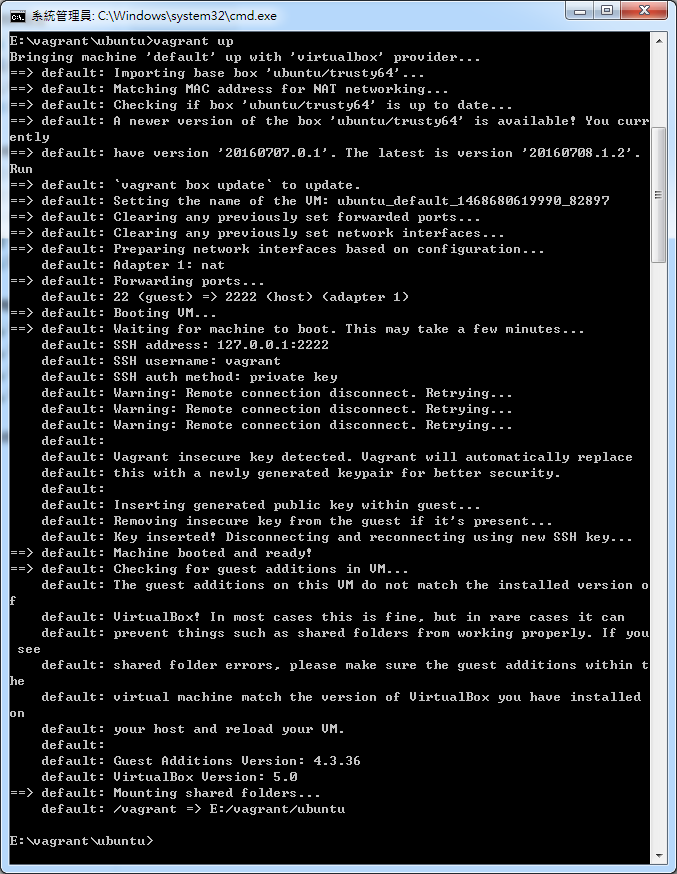 系統管理員: C:\Windows\system32\cmd.exe
E:\vagrant\ubuntu>vagrant up
Bringing machine 'default' up with 'virtualbox' provider...
==> default: Importing base box 'ubuntu/trusty64'...
==> default: Matching MAC address for NAT networking...
==> default: Checking if box 'ubuntu/trusty64' is up to date...
==> default: A newer version of the box 'ubuntu/trusty64' is available! You curr
ently
==> default: have version '20160707.0.1'. The latest is version '20160708.1.2'.
Run
==> default: `vagrant box update` to update.
==> default: Setting the name of the VM: ubuntu_default_1468680619990_82897
==> default: Clearing any previously set forwarded ports...
==> default: Clearing any previously set network interfaces...
==> default: Preparing network interfaces based on configuration...
    default: Adapter 1: nat
==> default: Forwarding ports...
    default: 22 (guest) => 2222 (host) (adapter 1)
==> default: Booting VM...
==> default: Waiting for machine to boot. This may take a few minutes...
    default: SSH address: 127.0.0.1:2222
    default: SSH username: vagrant
    default: SSH auth method: private key
    default: Warning: Remote connection disconnect. Retrying...
    default: Warning: Remote connection disconnect. Retrying...
    default: Warning: Remote connection disconnect. Retrying...
    default:
    default: Vagrant insecure key detected. Vagrant will automatically replace
    default: this with a newly generated keypair for better security.
    default:
    default: Inserting generated public key within guest...
    default: Removing insecure key from the guest if it's present...
    default: Key inserted! Disconnecting and reconnecting using new SSH key...
==> default: Machine booted and ready!
==> default: Checking for guest additions in VM...
    default: The guest additions on this VM do not match the installed version o
f
    default: VirtualBox! In most cases this is fine, but in rare cases it can
    default: prevent things such as shared folders from working properly. If you
 see
    default: shared folder errors, please make sure the guest additions within t
he
    default: virtual machine match the version of VirtualBox you have installed
on
    default: your host and reload your VM.
    default:
    default: Guest Additions Version: 4.3.36
    default: VirtualBox Version: 5.0
==> default: Mounting shared folders...
    default: /vagrant => E:/vagrant/ubuntu
E:\vagrant\ubuntu>